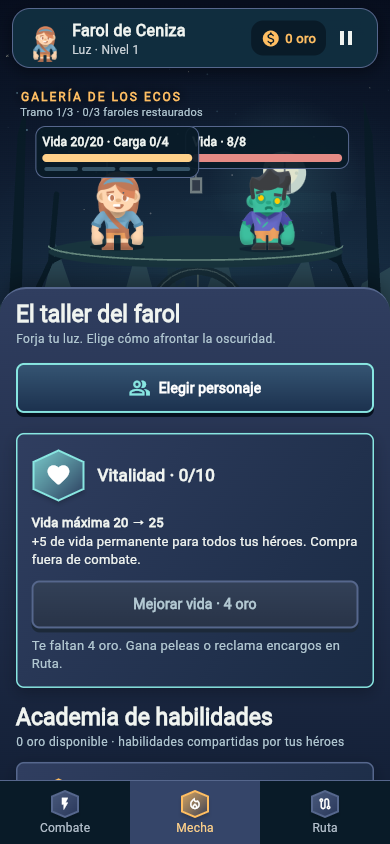 Farol de Ceniza
Luz · Nivel 1
0 oro
GALERÍA DE LOS ECOS
Tramo 1/3 · 0/3 faroles restaurados
Vida 20/20 · Carga 0/4
Vida · 8/8
El taller del farol
Forja tu luz. Elige cómo afrontar la oscuridad.
Elegir personaje
Vitalidad · 0/10
Vida máxima 20 → 25
+5 de vida permanente para todos tus héroes. Compra
fuera de combate.
Mejorar vida · 4 oro
Te faltan 4 oro. Gana peleas o reclama encargos en
Ruta.
Academia de habilidades
0 oro disponible · habilidades compartidas por tus héroes
Combate
Mecha
Ruta